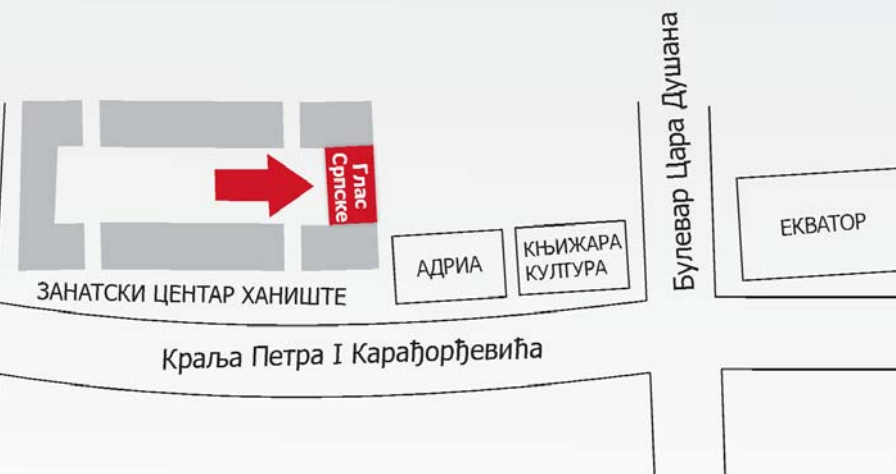 Булевар Цара Душана
Глас
Српске
ЕКВАТОР
АДРИА
КЊИЖАРА
КУЛТУРА
ЗАНАТСКИ ЦЕНТАР ХАНИШТЕ
Краља Петра I Карађорђевића